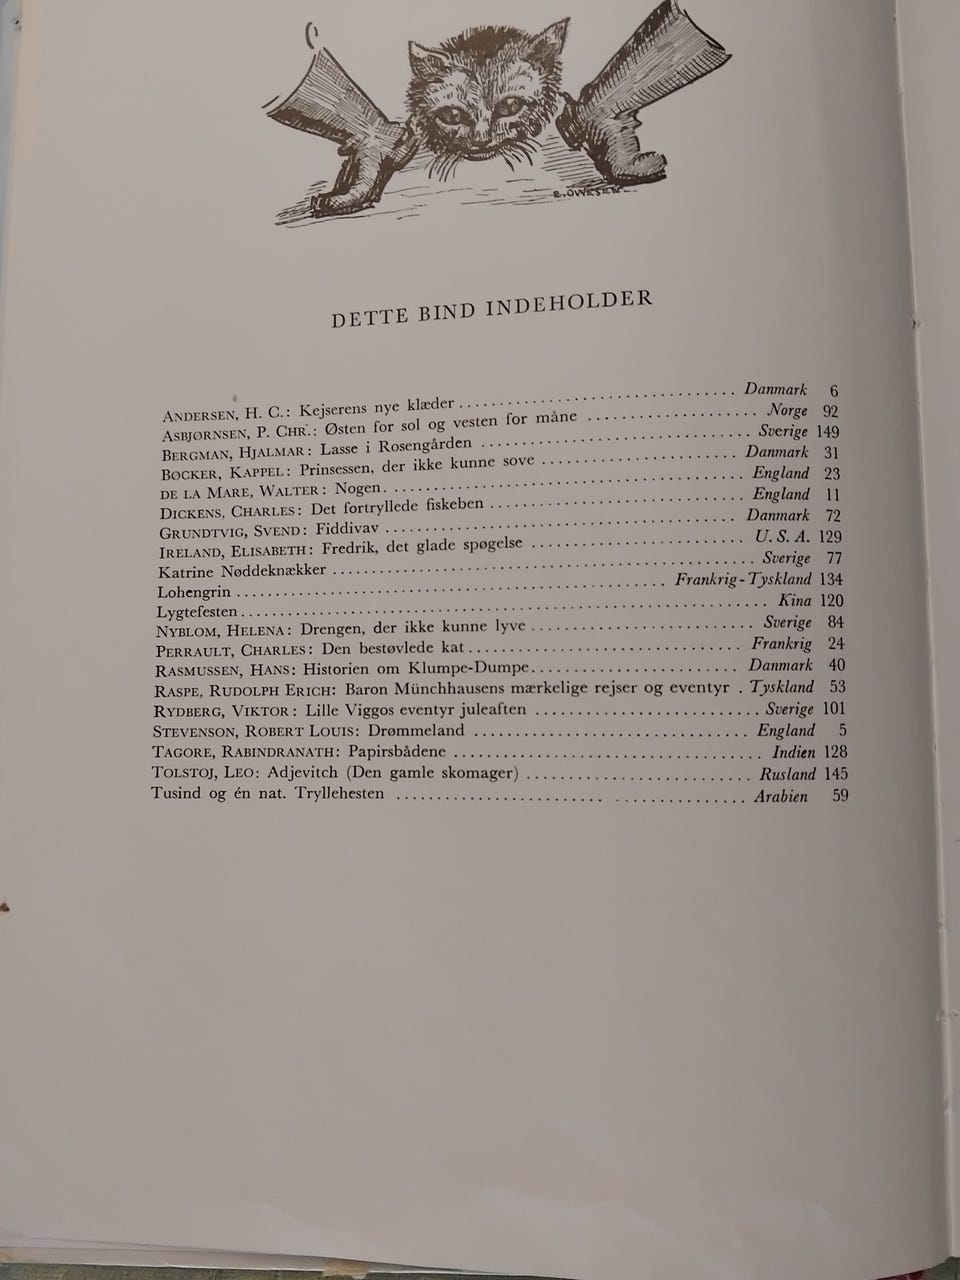 E. OWESEN
DETTE BIND INDEHOLDER
ANDERSEN, H. C.: Kejserens nye klæder ........ Danmark 6
ASBJØRNSEN, P. CHR.: Østen for sol og vesten for måne ........ Norge 92
BERGMAN, HJALMAR: Lasse i Rosengården ........ Sverige 149
BØCKER, KAPPEL: Prinsessen, der ikke kunne sove ........ Danmark 31
DE LA MARE, WALTER: Nogen ........ England 23
DICKENS, CHARLES: Det fortryllede fiskeben ........ England 11
GRUNDTVIG, SVEND: Fiddivav ........ Danmark 72
IRELAND, ELISABETH: Fredrik, det glade spøgelse ........ U. S. A. 129
Katrine Nøddeknækker ........ Sverige 77
Lohengrin ........ Frankrig-Tyskland 134
Lygtefesten ........ Kina 120
NYBLOM, HELENA: Drengen, der ikke kunne lyve ........ Sverige 84
PERRAULT, CHARLES: Den bestøvlede kat ........ Frankrig 24
RASMUSSEN, HANS: Historien om Klumpe-Dumpe ........ Danmark 40
RASPE, RUDOLPH ERICH: Baron Münchhausens mærkelige rejser og eventyr . Tyskland 53
RYDBERG, VIKTOR: Lille Viggos eventyr juleaften ........ Sverige 101
STEVENSON, ROBERT LOUIS: Drømmeland ........ England 5
TAGORE, RABINDRANATH: Papirsbådene ........ Indien 128
TOLSTOJ, LEO: Adjevitch (Den gamle skomager) ........ Rusland 145
Tusind og én nat. Tryllehesten ........ Arabien 59